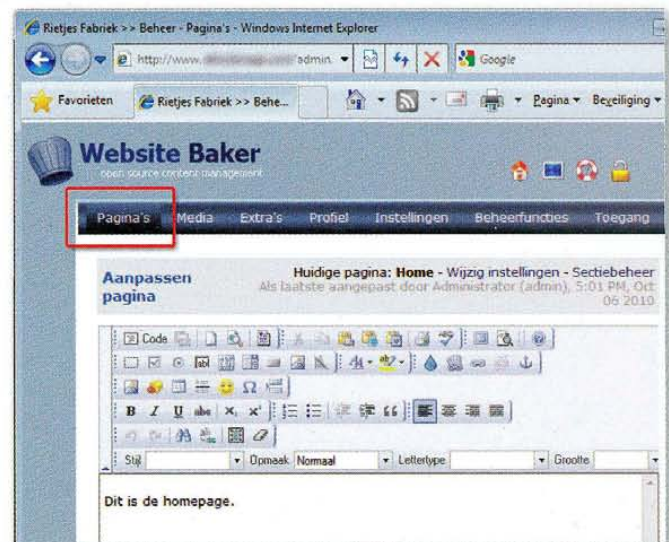 Rietjes Fabriek >> Beheer - Pagina's - Windows Internet Explorer
http://www. admin. Google
Favorieten Rietjes Fabriek >> Behe... Pagina Beveiliging
Website Baker
open source content management
Pagina's Media Extra's Profiel Instellingen Beheerfuncties Toegang
Aanpassen pagina
Huidige pagina: Home - Wijzig instellingen - Sectiebeheer
Als laatste aangepast door Administrator (admin), 5:01 PM, Oct
06 2010
Code
B I U abc x₂ x²
Stijl Opmaak Normaal Lettertype Grootte
Dit is de homepage.